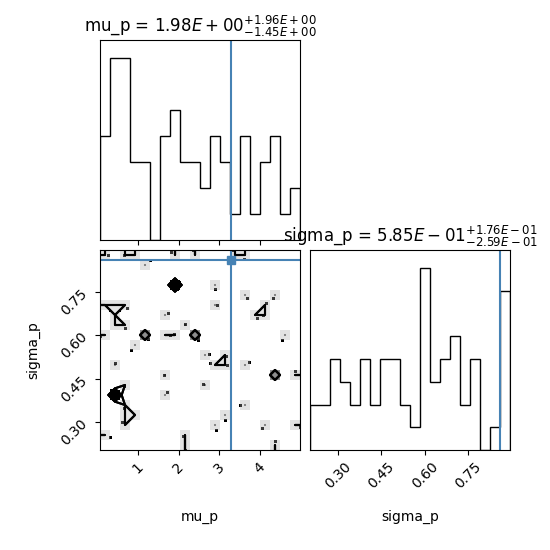 mu_p = 1.98E+00 +1.96E+00 −1.45E+00
sigma_p = 5.85E−01 +1.76E−01 −2.59E−01
sigma_p
0.75
0.60
0.45
0.30
1 2 3 4
0.30 0.45 0.60 0.75
mu_p
sigma_p